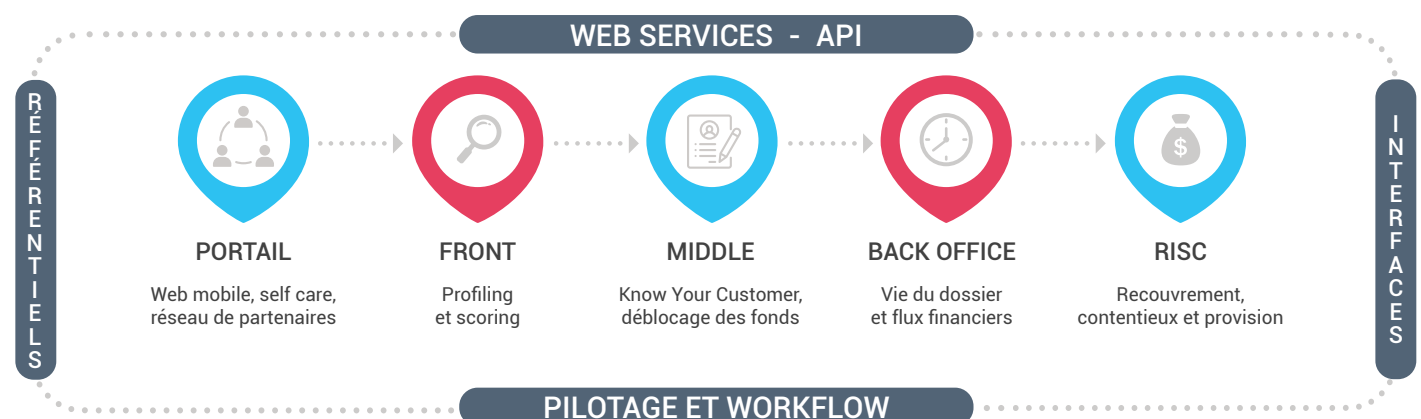 WEB SERVICES - API
RÉFÉRENTIELS
INTERFACES
$
PORTAIL
Web mobile, self care,
réseau de partenaires
FRONT
Profiling
et scoring
MIDDLE
Know Your Customer,
déblocage des fonds
BACK OFFICE
Vie du dossier
et flux financiers
RISC
Recouvrement,
contentieux et provision
PILOTAGE ET WORKFLOW